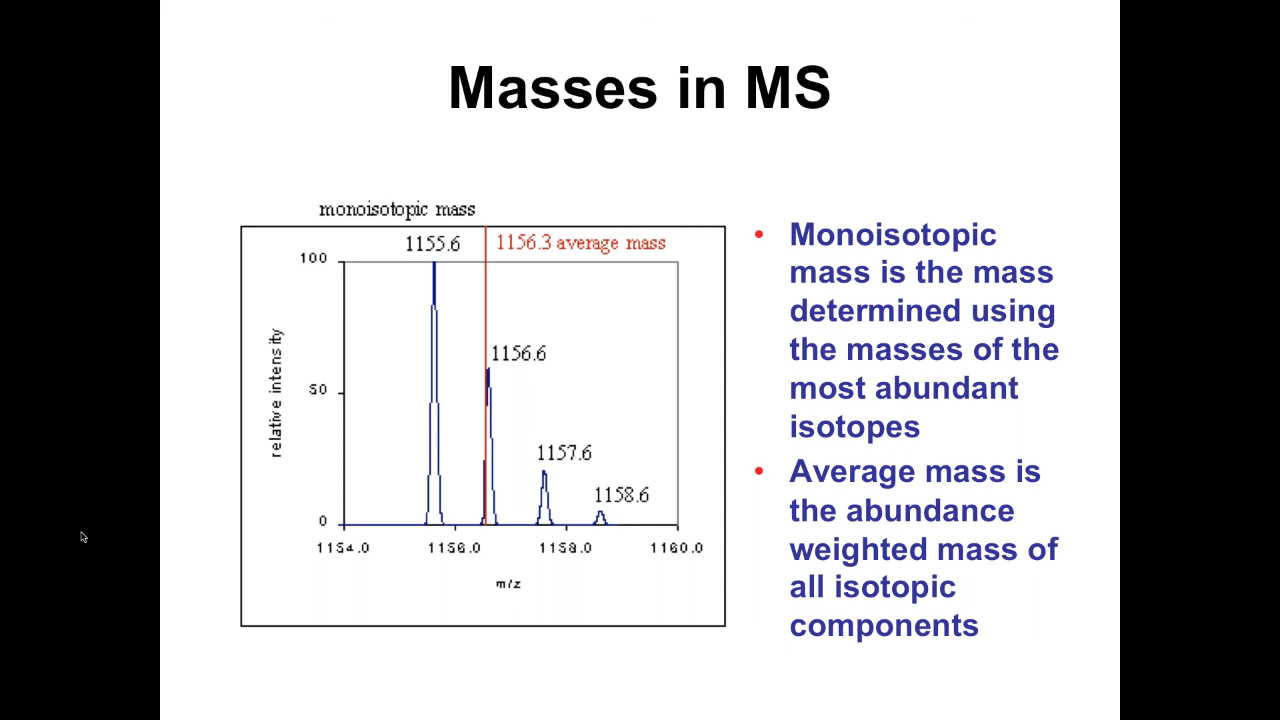 Masses in MS
monoisotopic mass
1155.6
1156.3 average mass
100
1156.6
relative intensity
50
1157.6
1158.6
0
1154.0
1156.0
1158.0
1160.0
m/z
• Monoisotopic
mass is the mass
determined using
the masses of the
most abundant
isotopes
• Average mass is
the abundance
weighted mass of
all isotopic
components